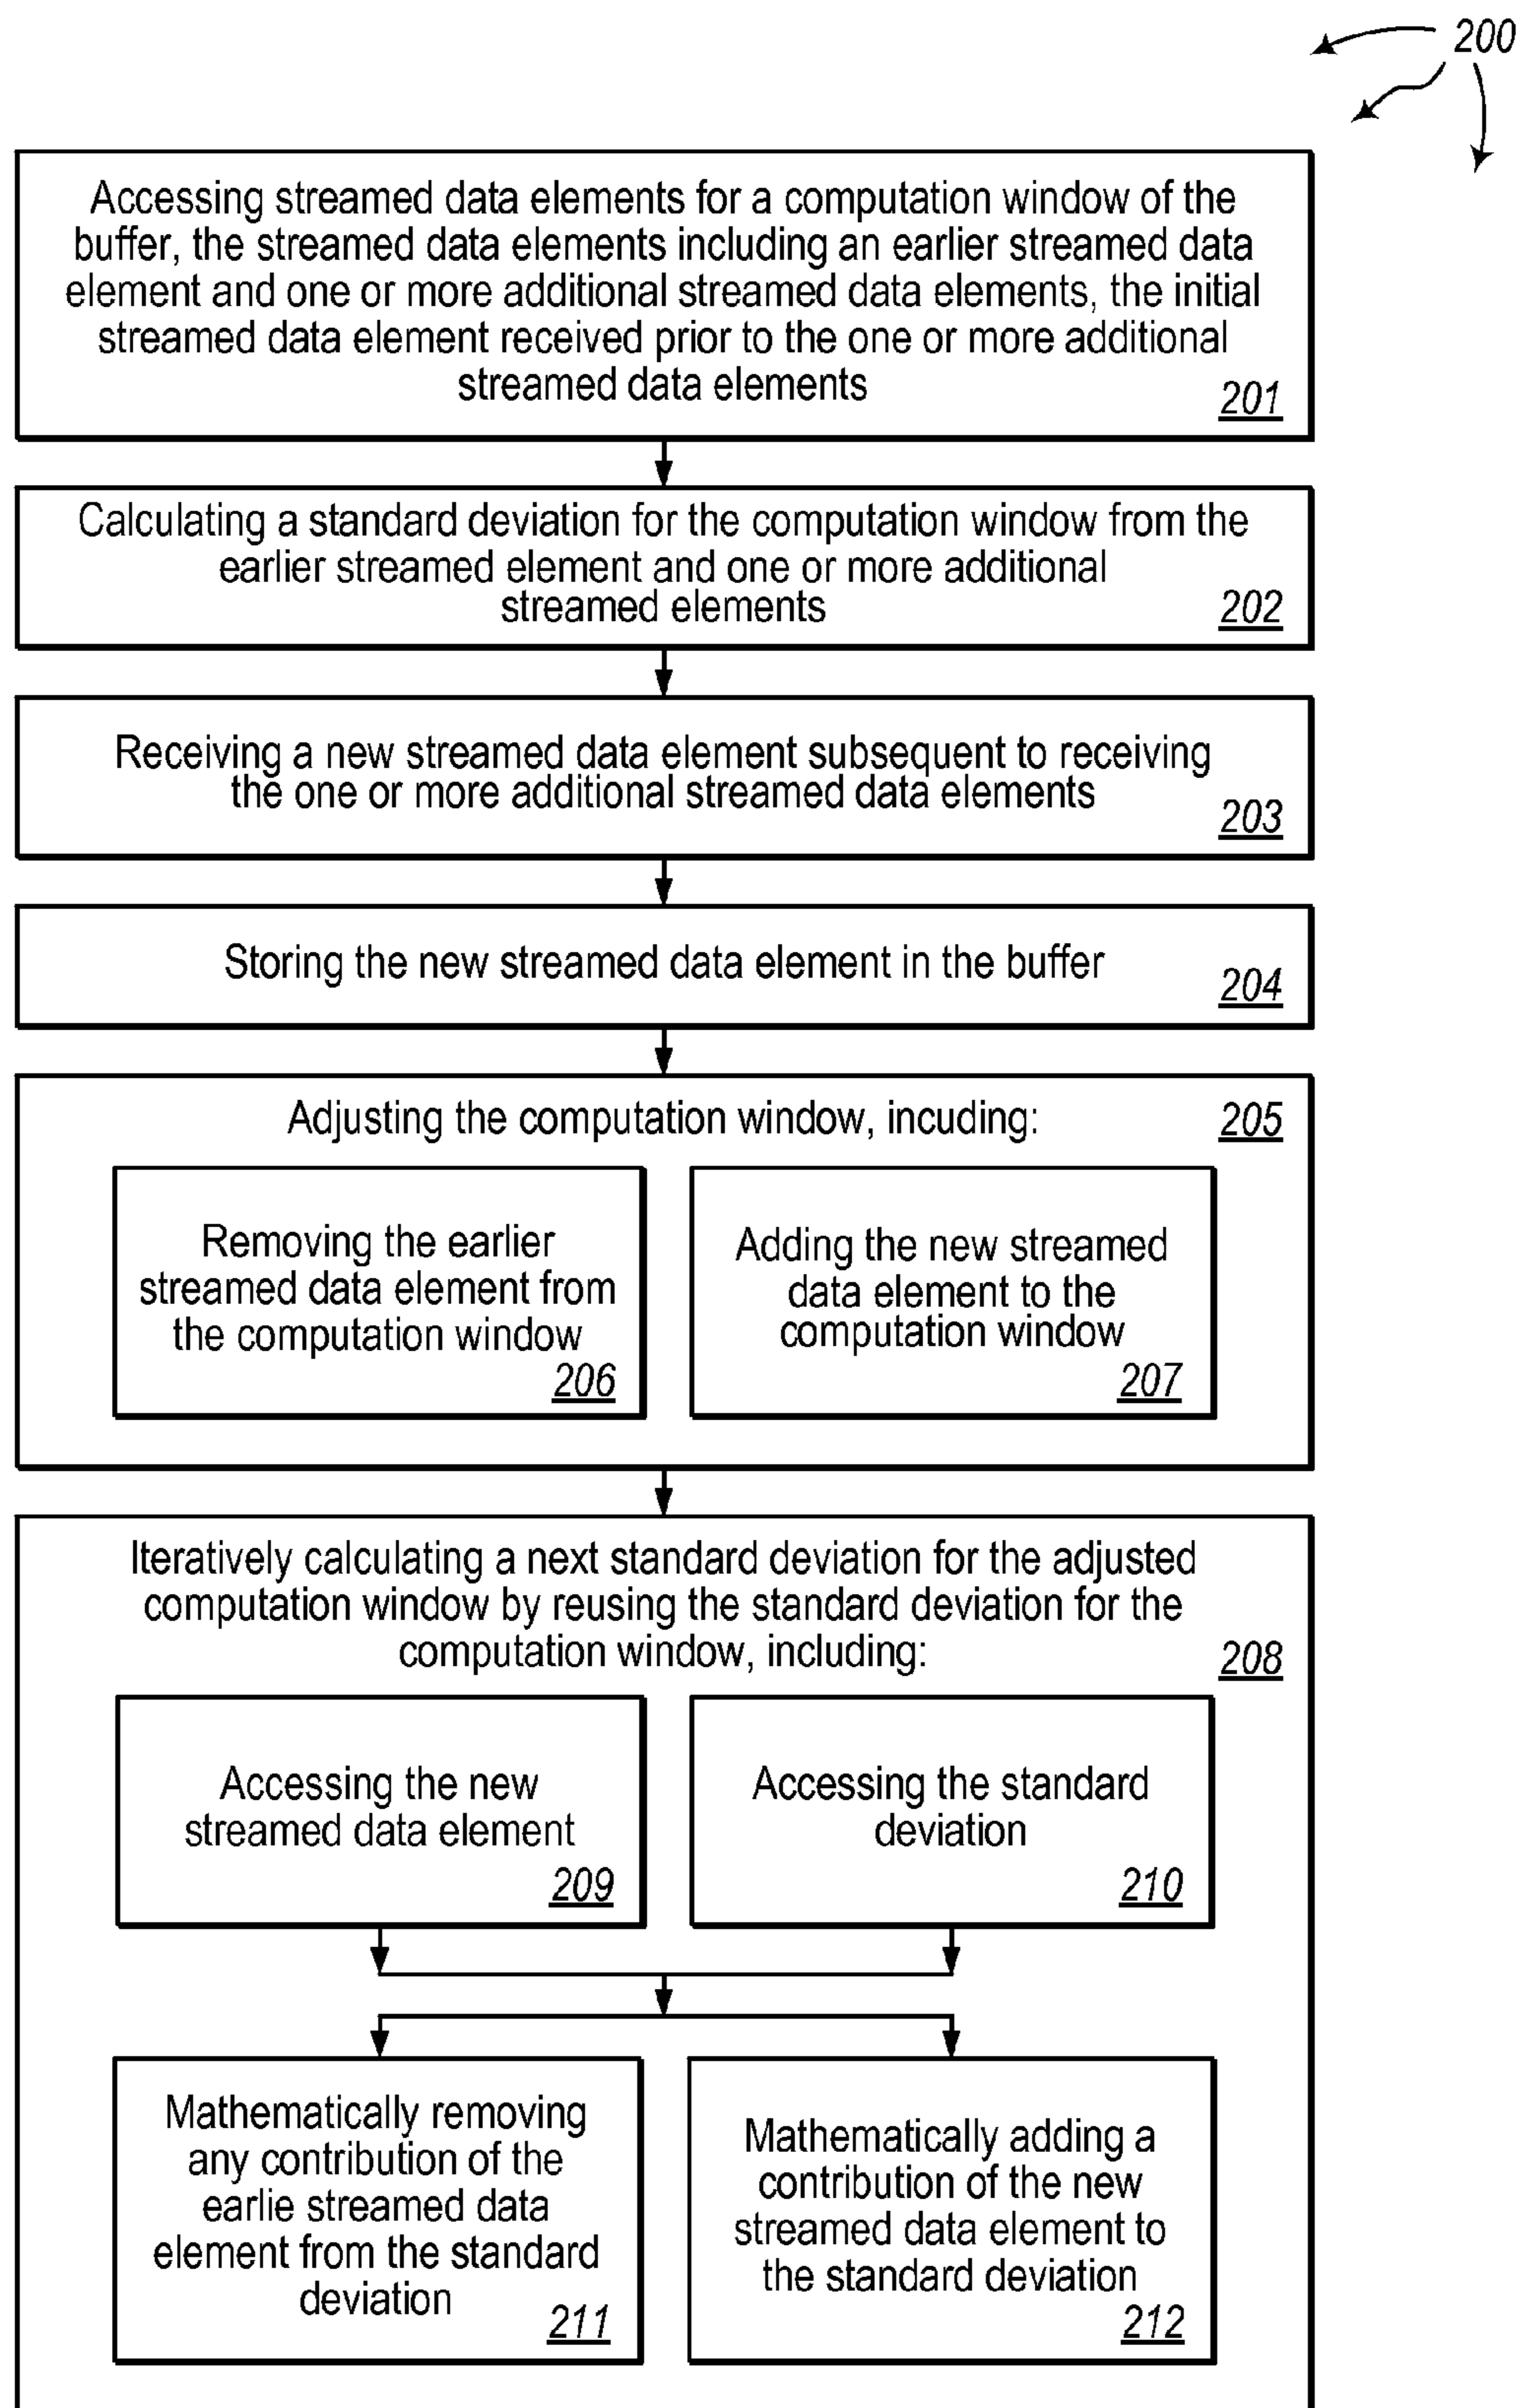 200
Accessing streamed data elements for a computation window of the
buffer, the streamed data elements including an earlier streamed data
element and one or more additional streamed data elements, the initial
streamed data element received prior to the one or more additional
streamed data elements
201
Calculating a standard deviation for the computation window from the
earlier streamed element and one or more additional
streamed elements
202
Receiving a new streamed data element subsequent to receiving
the one or more additional streamed data elements
203
Storing the new streamed data element in the buffer
204
Adjusting the computation window, incuding:
205
Removing the earlier
streamed data element from
the computation window
206
Adding the new streamed
data element to the
computation window
207
Iteratively calculating a next standard deviation for the adjusted
computation window by reusing the standard deviation for the
computation window, including:
208
Accessing the new
streamed data element
209
Accessing the standard
deviation
210
Mathematically removing
any contribution of the
earlie streamed data
element from the standard
deviation
211
Mathematically adding a
contribution of the new
streamed data element to
the standard deviation
212